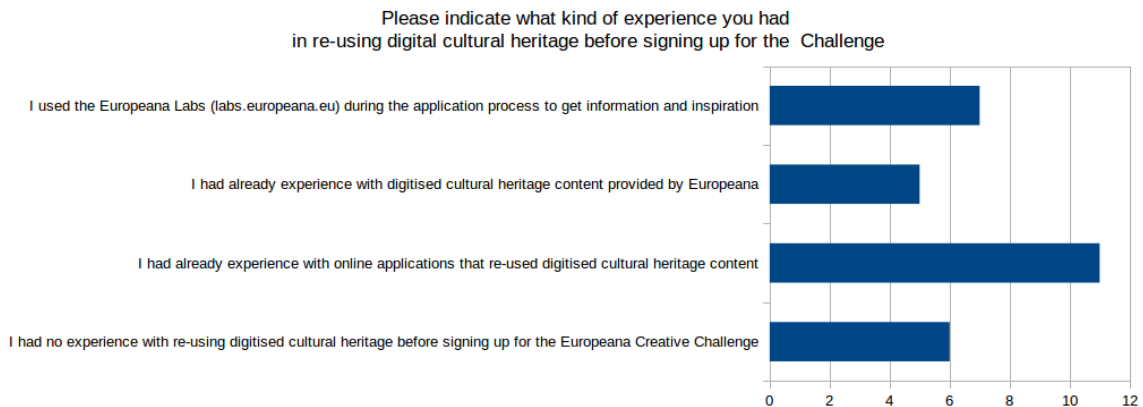 Please indicate what kind of experience you had
in re-using digital cultural heritage before signing up for the Challenge
I used the Europeana Labs (labs.europeana.eu) during the application process to get information and inspiration
I had already experience with digitised cultural heritage content provided by Europeana
I had already experience with online applications that re-used digitised cultural heritage content
I had no experience with re-using digitised cultural heritage before signing up for the Europeana Creative Challenge
0 2 4 6 8 10 12